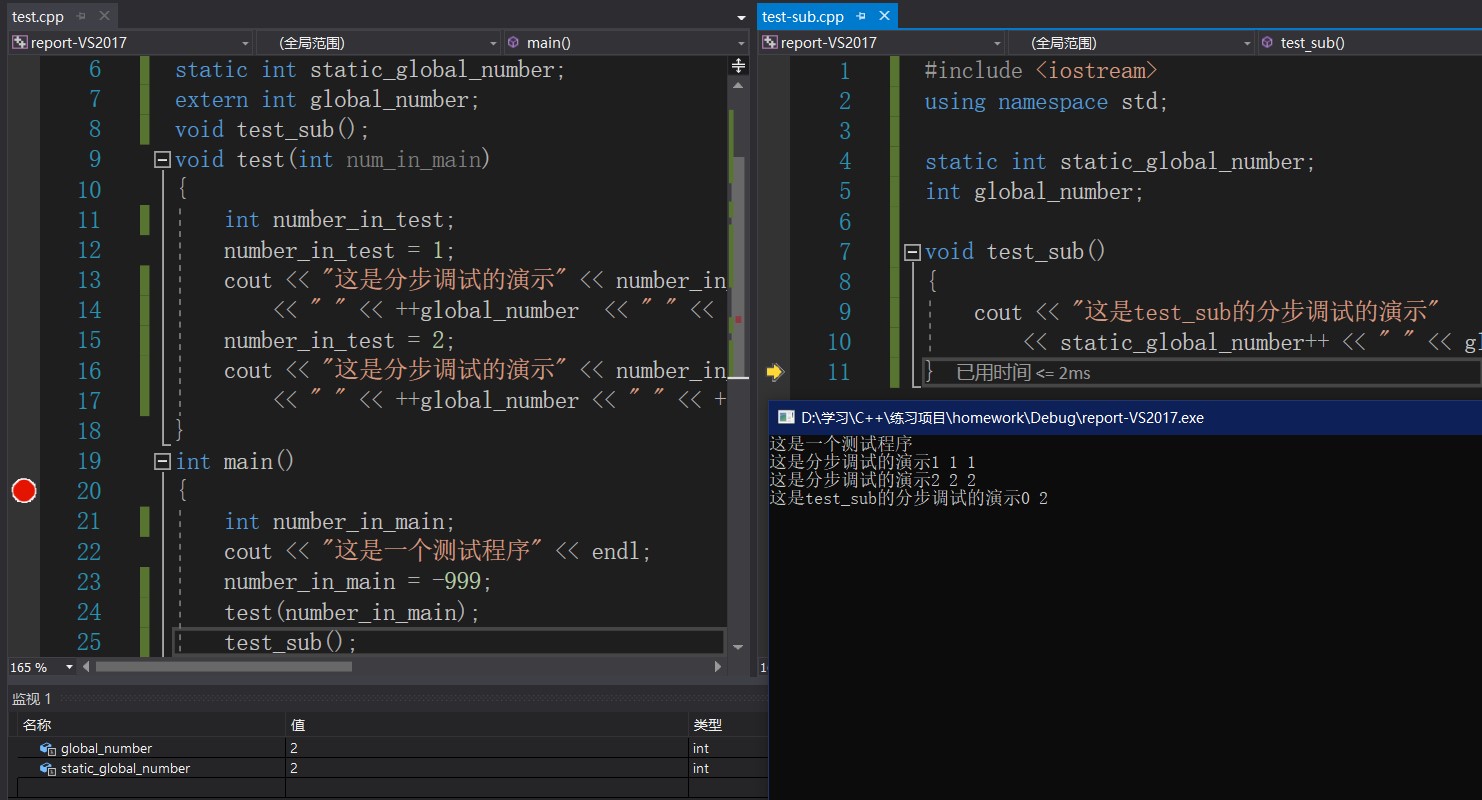 test.cpp
report-VS2017
(全局范围)
main()
6 static int static_global_number;
7 extern int global_number;
8 void test_sub();
9 void test(int num_in_main)
10 {
11 int number_in_test;
12 number_in_test = 1;
13 cout << "这是分步调试的演示" << number_in_
14 << " " << ++global_number << " " <<
15 number_in_test = 2;
16 cout << "这是分步调试的演示" << number_in_
17 << " " << ++global_number << " " << +
18 }
19 int main()
20 {
21 int number_in_main;
22 cout << "这是一个测试程序" << endl;
23 number_in_main = -999;
24 test(number_in_main);
25 test_sub();
165 %
test-sub.cpp
report-VS2017
(全局范围)
test_sub()
1 #include <iostream>
2 using namespace std;
3
4 static int static_global_number;
5 int global_number;
6
7 void test_sub()
8 {
9 cout << "这是test_sub的分步调试的演示"
10 << static_global_number++ << " " << gl
11 } 已用时间 <= 2ms
D:\学习\C++\练习项目\homework\Debug\report-VS2017.exe
这是一个测试程序
这是分步调试的演示1 1 1
这是分步调试的演示2 2 2
这是test_sub的分步调试的演示0 2
监视 1
名称 值 类型
global_number 2 int
static_global_number 2 int